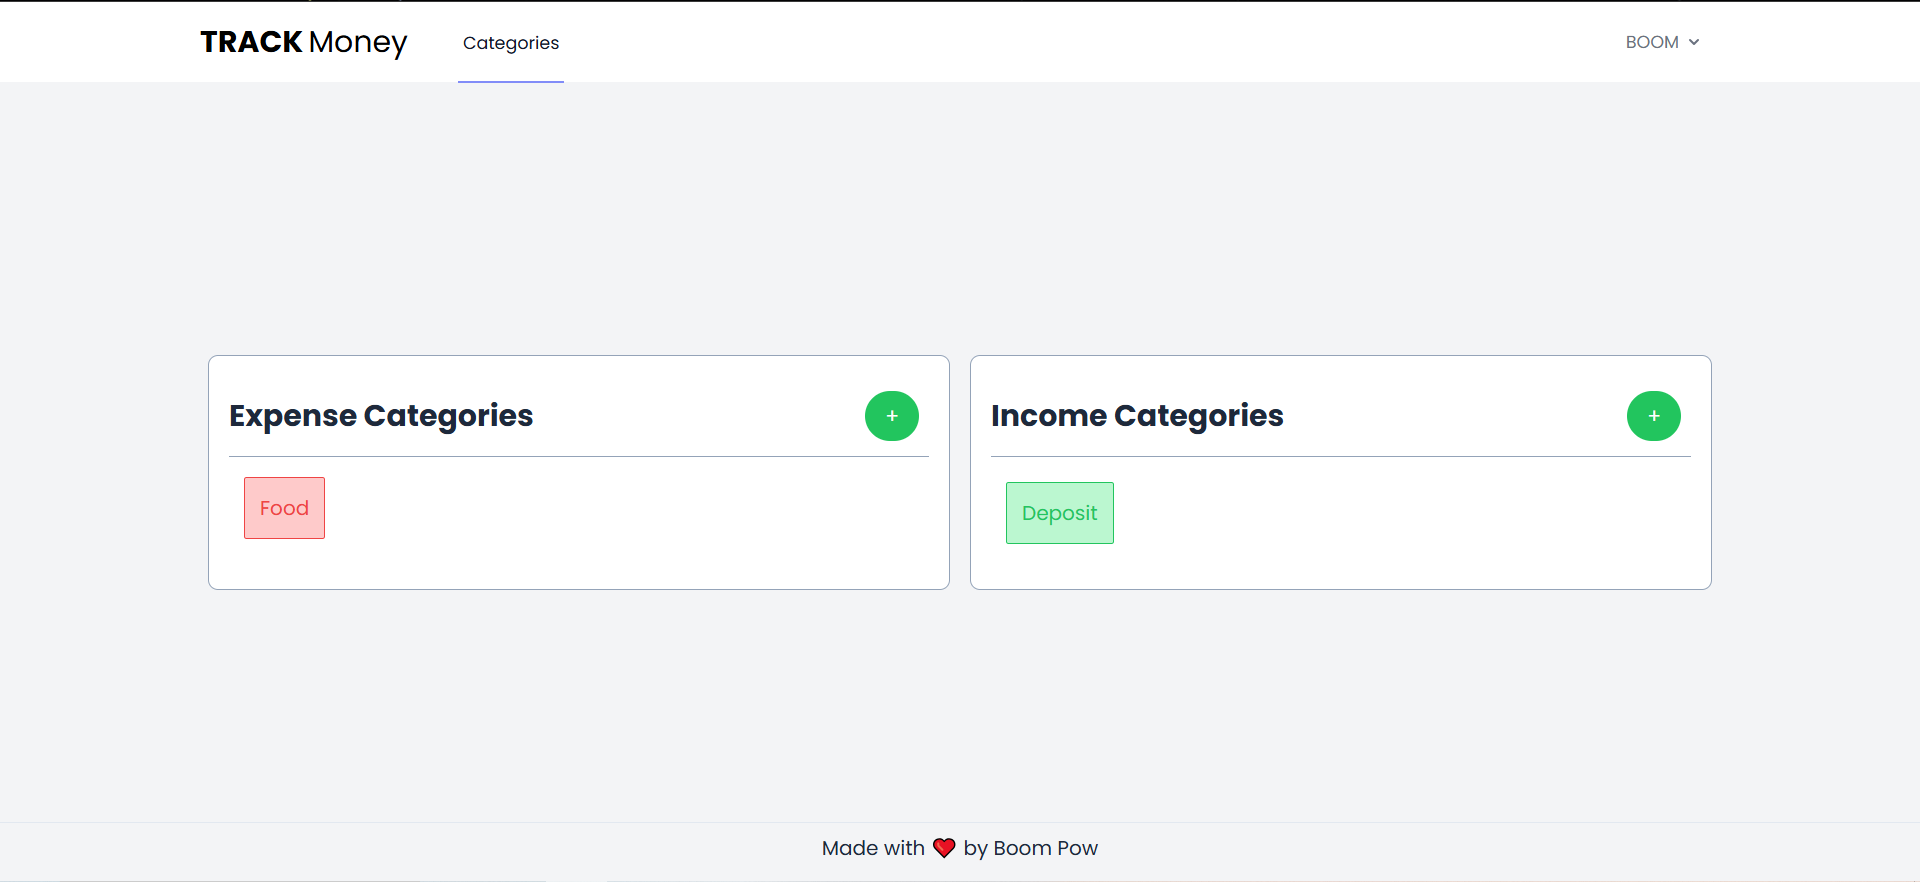 TRACK Money
Categories
BOOM
Expense Categories
+
Food
Income Categories
+
Deposit
Made with ❤️ by Boom Pow